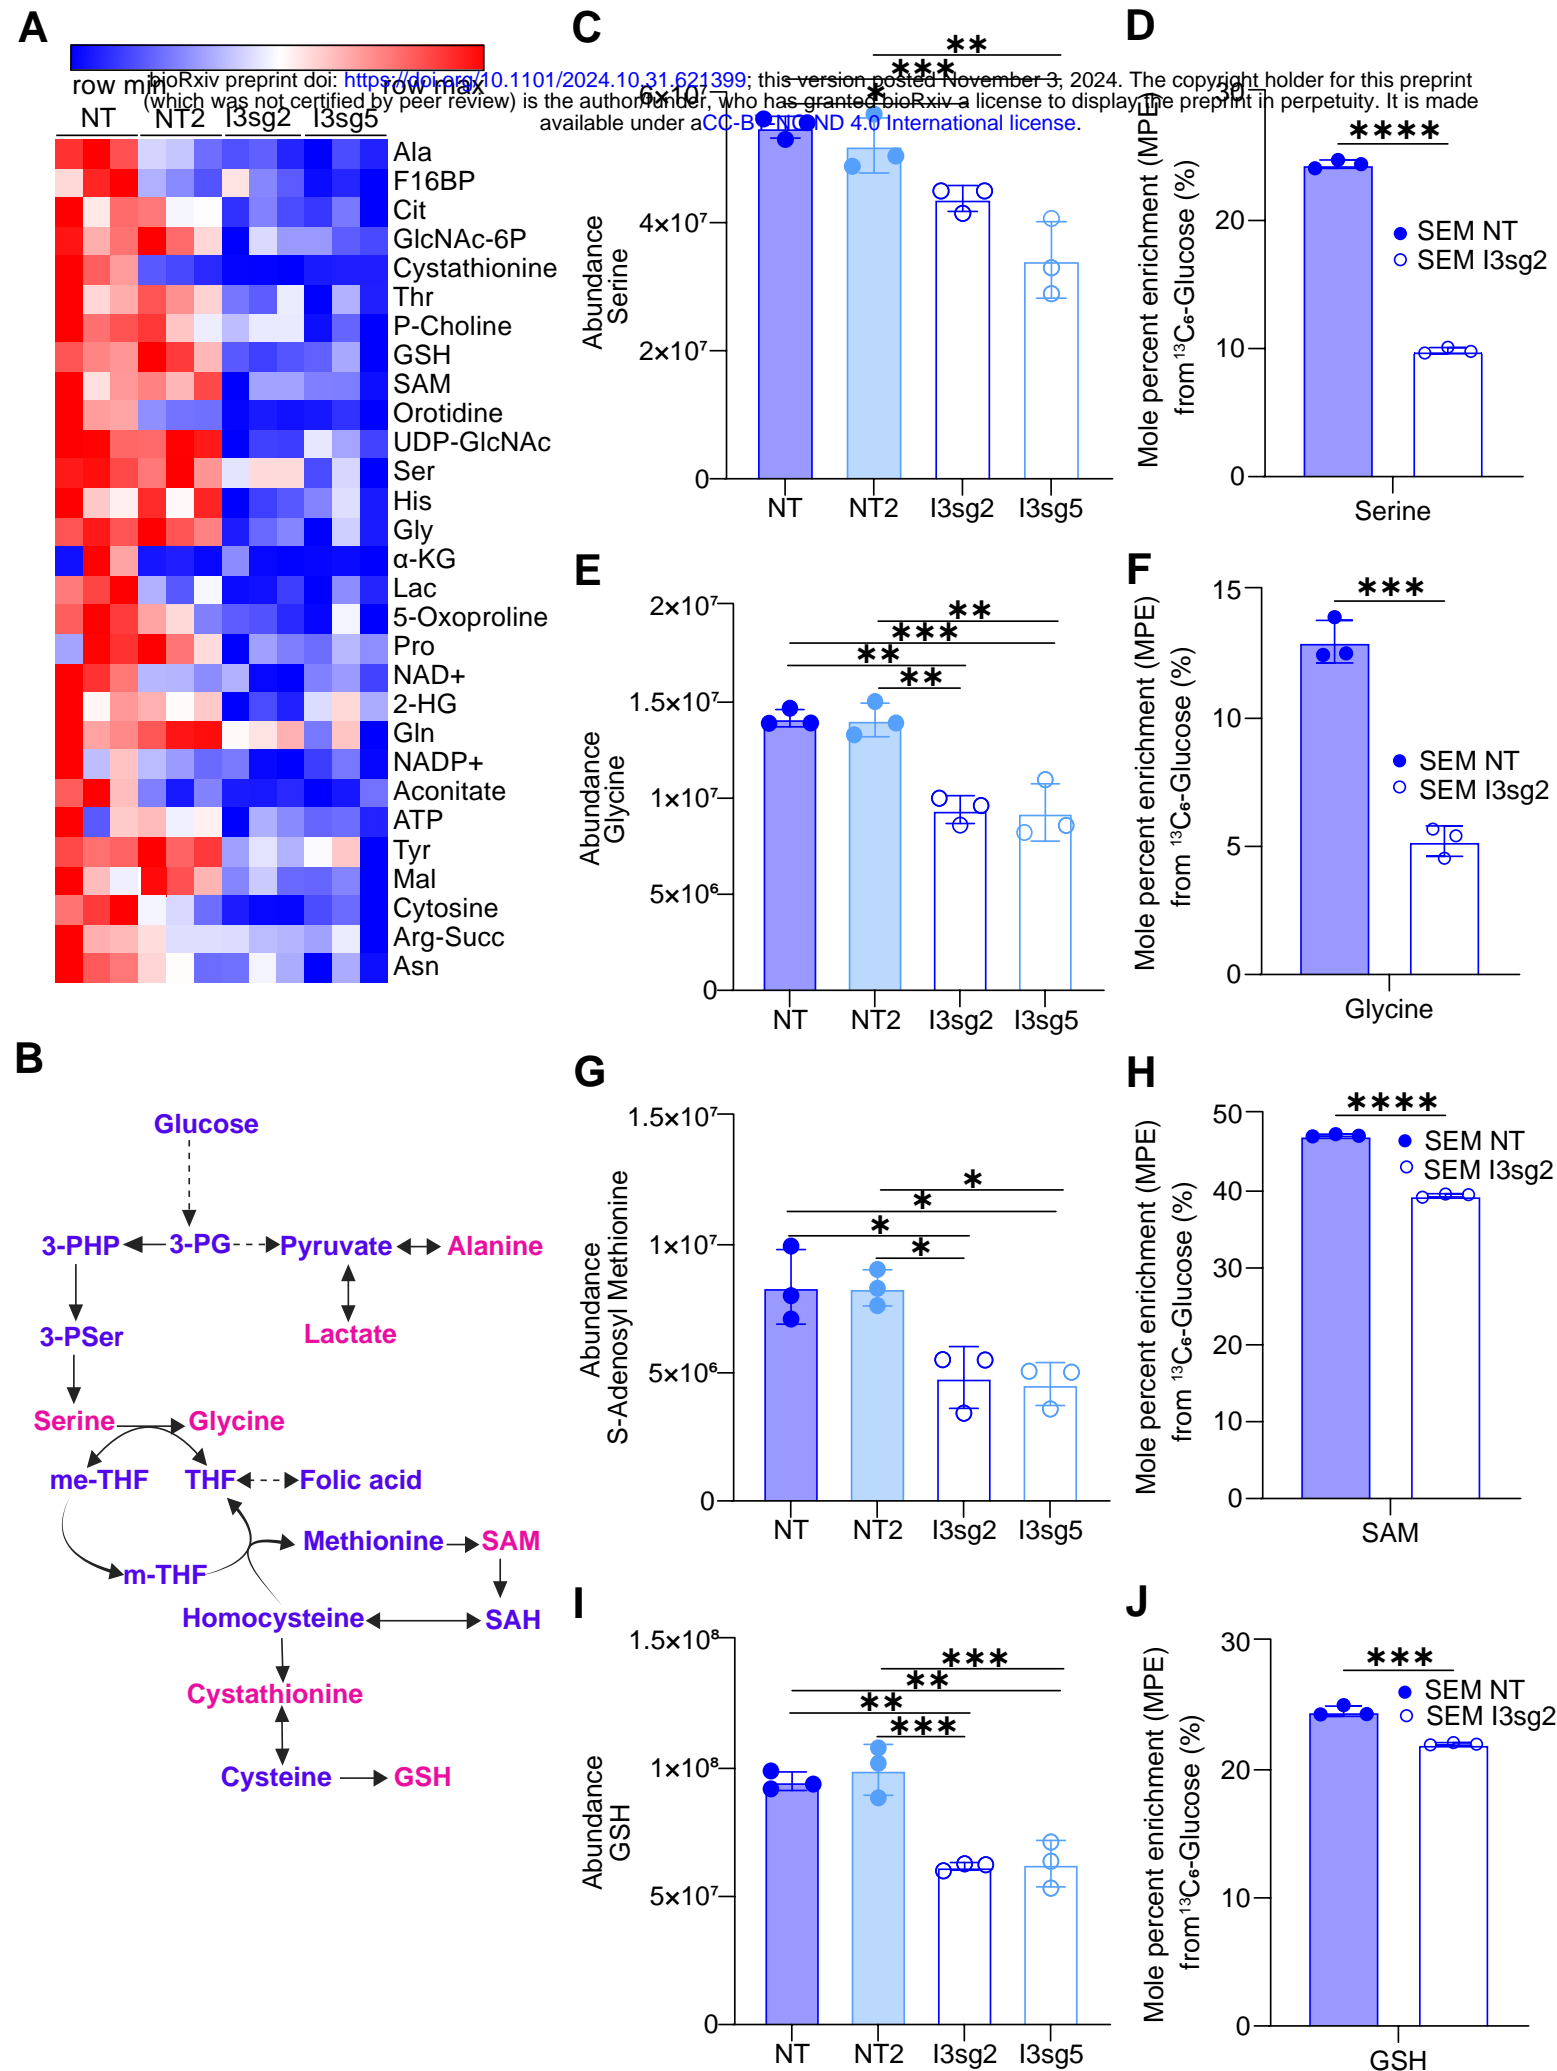 A
row min
row max
NT NT2 I3sg2 I3sg5
Ala
F16BP
Cit
GlcNAc-6P
Cystathionine
Thr
P-Choline
GSH
SAM
Orotidine
UDP-GlcNAc
Ser
His
Gly
α-KG
Lac
5-Oxoproline
Pro
NAD+
2-HG
Gln
NADP+
Aconitate
ATP
Tyr
Mal
Cytosine
Arg-Succ
Asn
bioRxiv preprint doi: https://doi.org/10.1101/2024.10.31.621399; this version posted November 3, 2024. The copyright holder for this preprint
(which was not certified by peer review) is the author/funder, who has granted bioRxiv a license to display the preprint in perpetuity. It is made
available under aCC-BY-NC-ND 4.0 International license.
B
Glucose
3-PHP 3-PG Pyruvate Alanine
3-PSer Lactate
Serine Glycine
me-THF THF Folic acid
Methionine SAM
m-THF
Homocysteine SAH
Cystathionine
Cysteine GSH
C
**
***
*
6×10⁷
4×10⁷
2×10⁷
0
Abundance
Serine
NT NT2 I3sg2 I3sg5
D
****
30
20
10
0
Mole percent enrichment (MPE)
from ¹³C₆-Glucose (%)
SEM NT
SEM I3sg2
Serine
E
**
***
**
**
2×10⁷
1.5×10⁷
1×10⁷
5×10⁶
0
Abundance
Glycine
NT NT2 I3sg2 I3sg5
F
***
15
10
5
0
Mole percent enrichment (MPE)
from ¹³C₆-Glucose (%)
SEM NT
SEM I3sg2
Glycine
G
*
*
*
*
1.5×10⁷
1×10⁷
5×10⁶
0
Abundance
S-Adenosyl Methionine
NT NT2 I3sg2 I3sg5
H
****
50
40
30
20
10
0
Mole percent enrichment (MPE)
from ¹³C₆-Glucose (%)
SEM NT
SEM I3sg2
SAM
I
***
**
**
***
1.5×10⁸
1×10⁸
5×10⁷
0
Abundance
GSH
NT NT2 I3sg2 I3sg5
J
***
30
20
10
0
Mole percent enrichment (MPE)
from ¹³C₆-Glucose (%)
SEM NT
SEM I3sg2
GSH